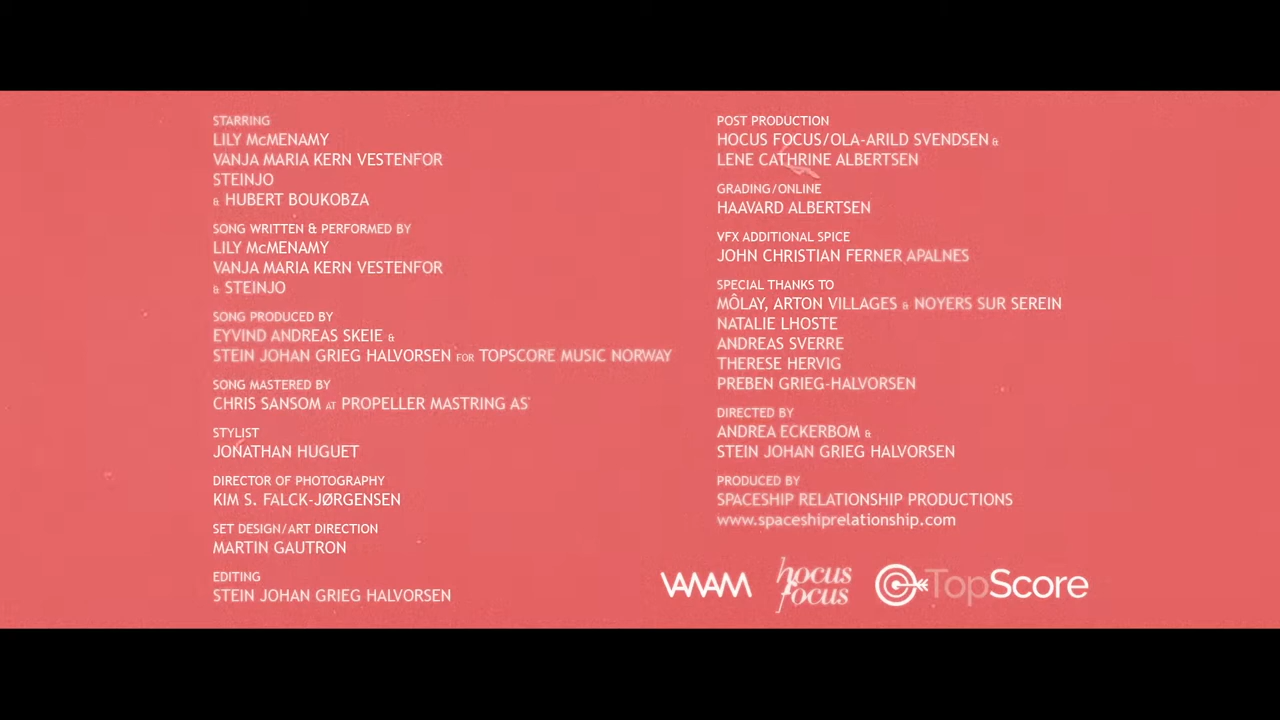 STARRING
LILY McMENAMY
VANJA MARIA KERN VESTENFOR
STEINJO
& HUBERT BOUKOBZA
SONG WRITTEN & PERFORMED BY
LILY McMENAMY
VANJA MARIA KERN VESTENFOR
& STEINJO
SONG PRODUCED BY
EYVIND ANDREAS SKEIE &
STEIN JOHAN GRIEG HALVORSEN FOR TOPSCORE MUSIC NORWAY
SONG MASTERED BY
CHRIS SANSOM AT PROPELLER MASTRING AS'
STYLIST
JONATHAN HUGUET
DIRECTOR OF PHOTOGRAPHY
KIM S. FALCK-JØRGENSEN
SET DESIGN/ART DIRECTION
MARTIN GAUTRON
EDITING
STEIN JOHAN GRIEG HALVORSEN
POST PRODUCTION
HOCUS FOCUS/OLA-ARILD SVENDSEN &
LENE CATHRINE ALBERTSEN
GRADING/ONLINE
HAAVARD ALBERTSEN
VFX ADDITIONAL SPICE
JOHN CHRISTIAN FERNER APALNES
SPECIAL THANKS TO
MÔLAY, ARTON VILLAGES & NOYERS SUR SEREIN
NATALIE LHOSTE
ANDREAS SVERRE
THERESE HERVIG
PREBEN GRIEG-HALVORSEN
DIRECTED BY
ANDREA ECKERBOM &
STEIN JOHAN GRIEG HALVORSEN
PRODUCED BY
SPACESHIP RELATIONSHIP PRODUCTIONS
www.spaceshiprelationship.com
hocus
focus
TopScore